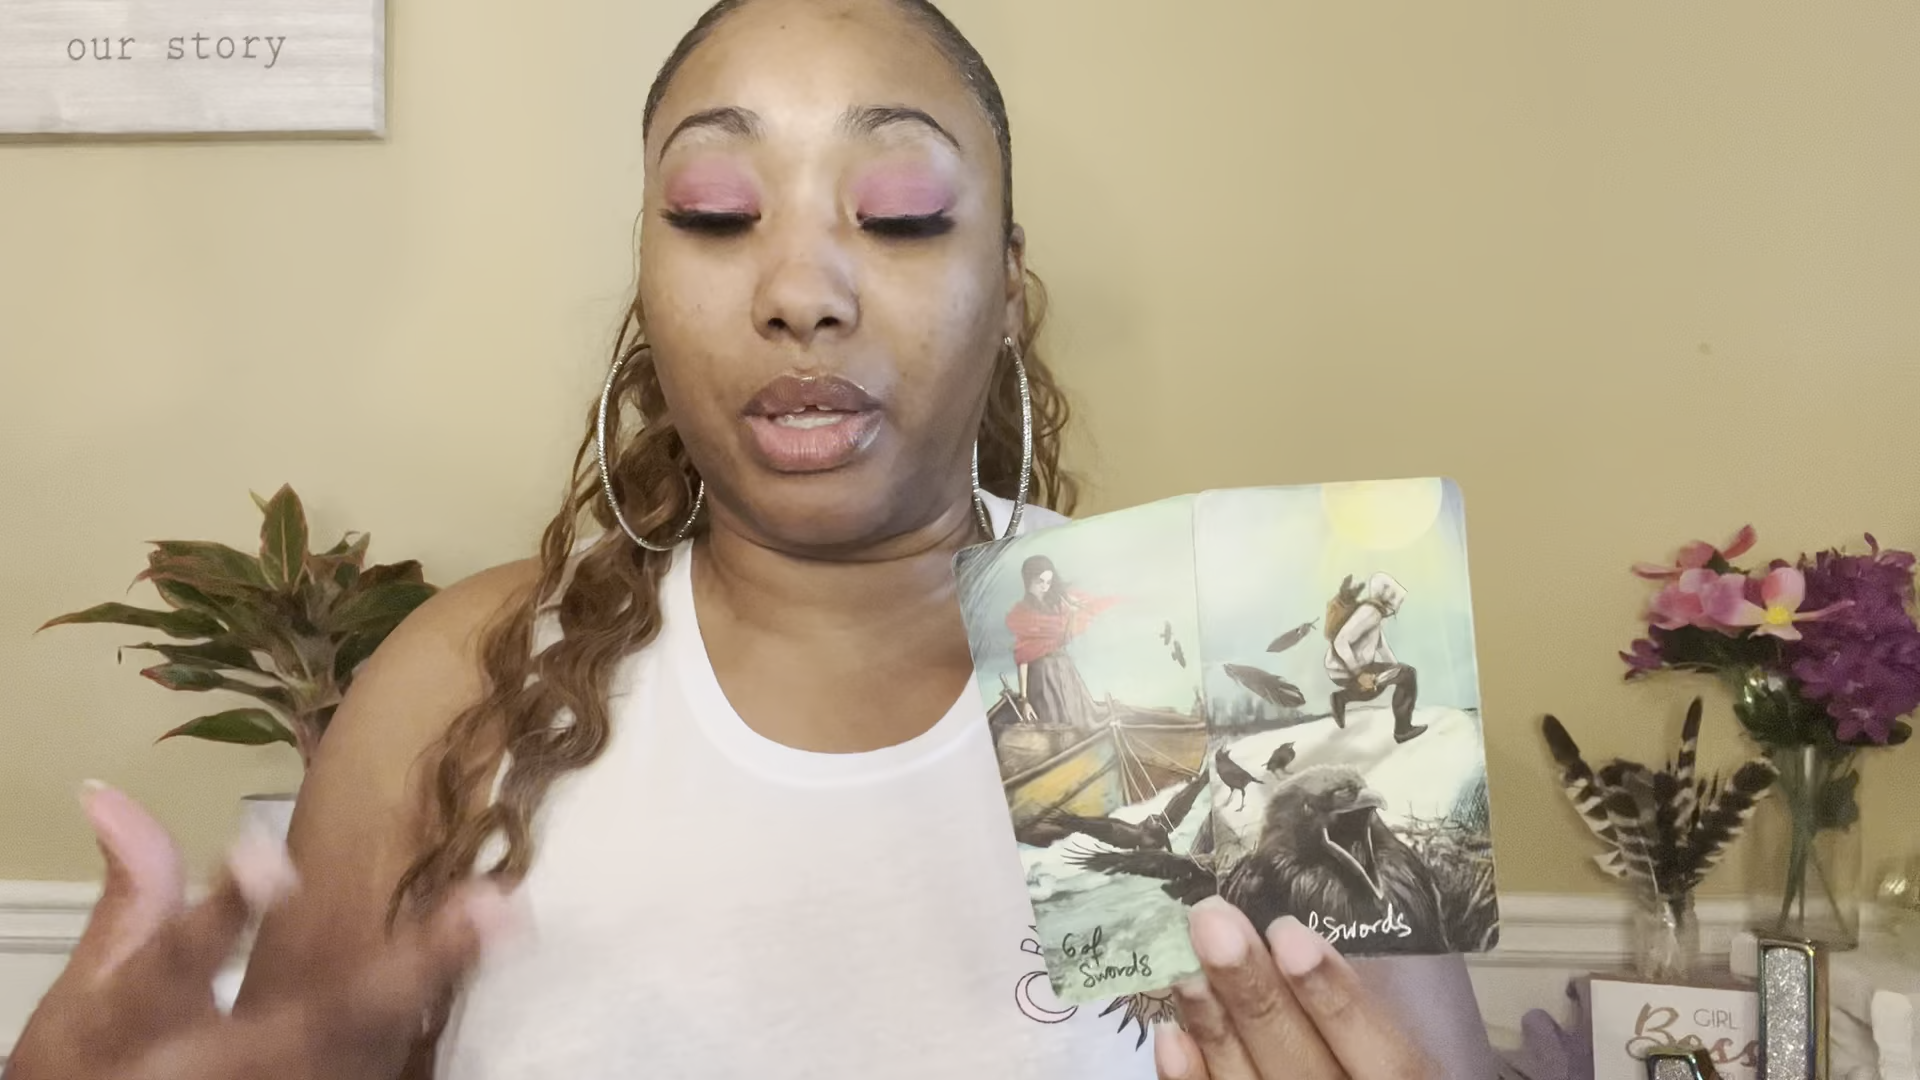 our story
6 of
Swords
f Swords
GIRL
Boss